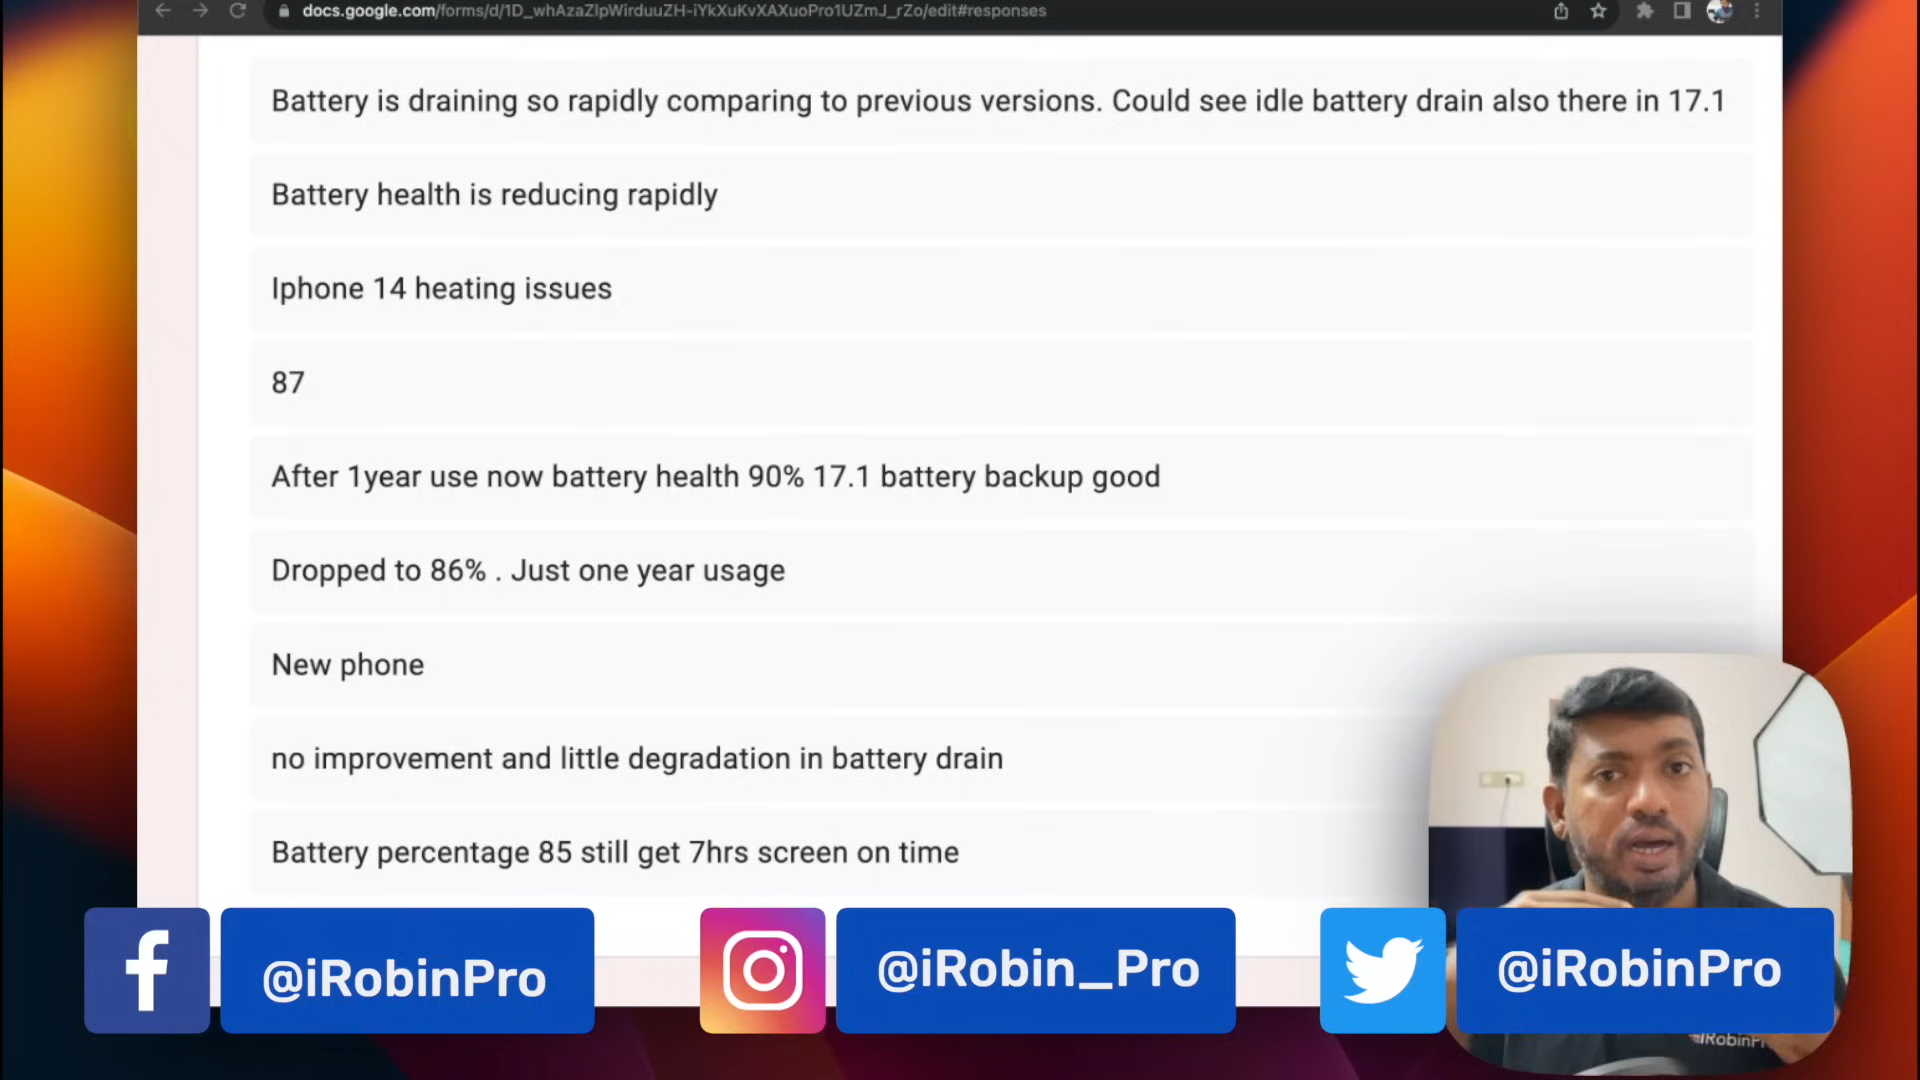 docs.google.com/forms/d/1D_whAzaZlpWirduuZH-iYkXuKvXAXuoPro1UZmJ_rZo/edit#responses
Battery is draining so rapidly comparing to previous versions. Could see idle battery drain also there in 17.1
Battery health is reducing rapidly
Iphone 14 heating issues
87
After 1year use now battery health 90% 17.1 battery backup good
Dropped to 86% . Just one year usage
New phone
no improvement and little degradation in battery drain
Battery percentage 85 still get 7hrs screen on time
@iRobinPro
@iRobin_Pro
@iRobinPro